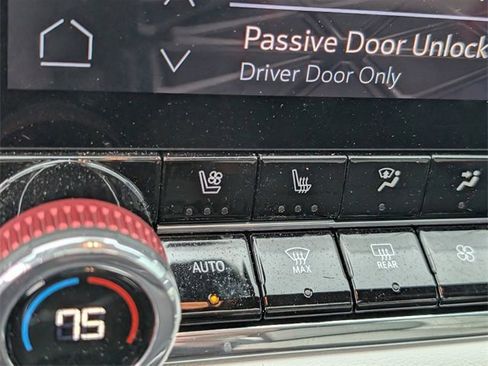 Passive Door Unlock
Driver Door Only
AUTO
MAX
REAR
75